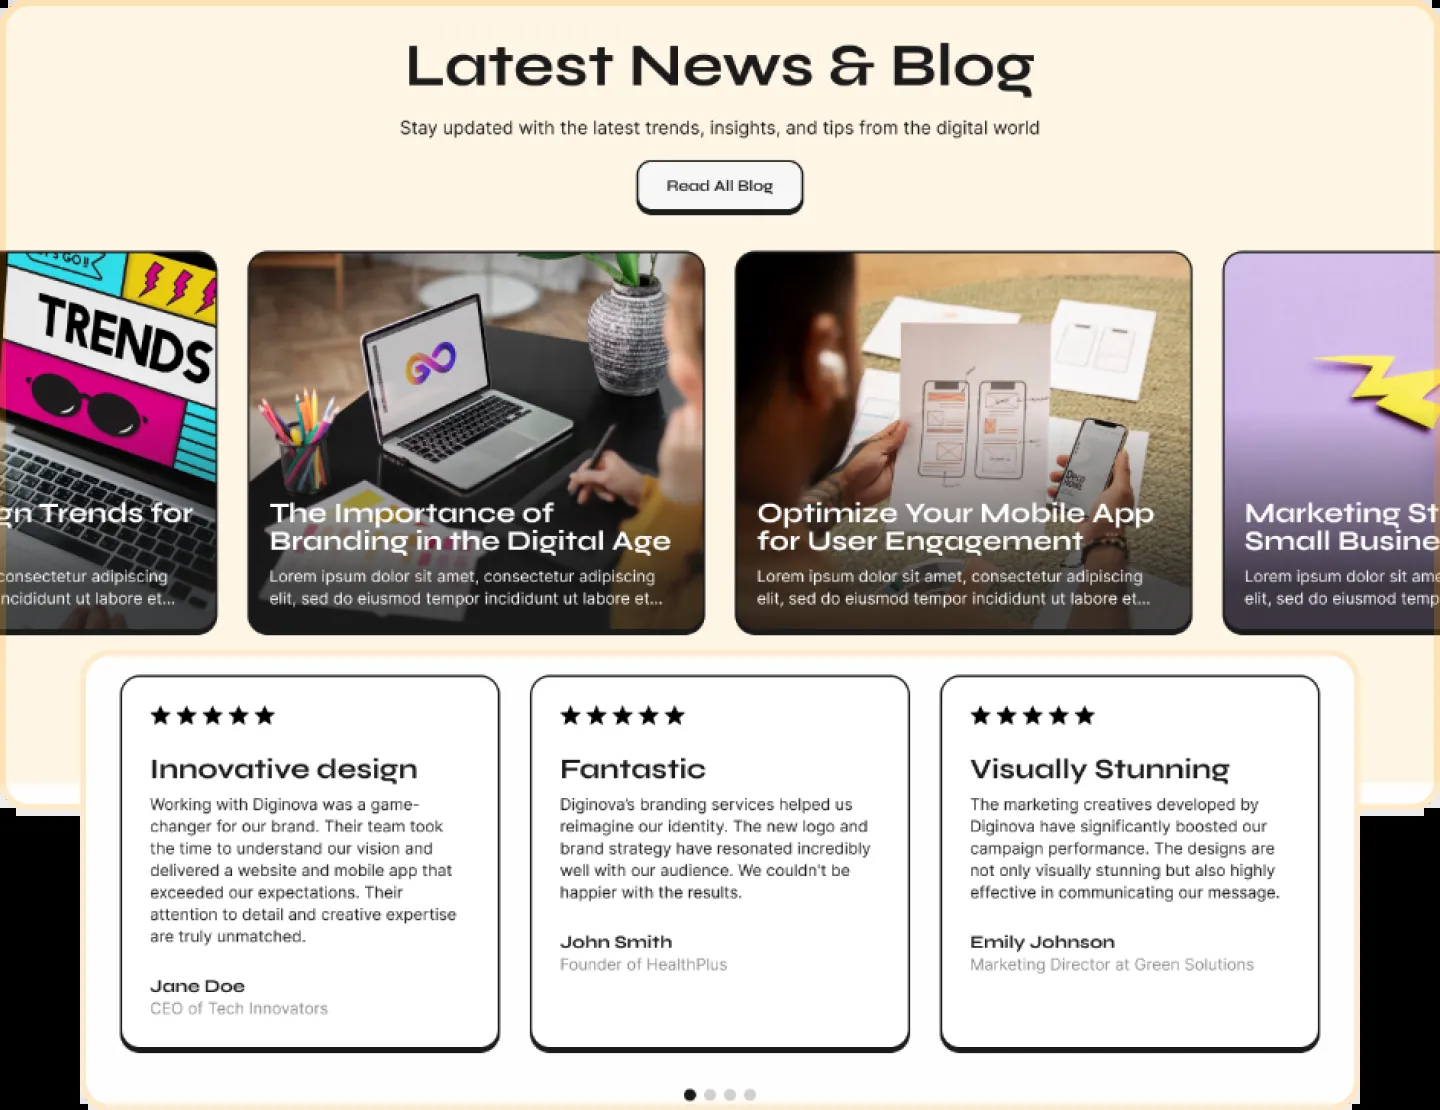 Latest News & Blog
Stay updated with the latest trends, insights, and tips from the digital world
Read All Blog
GO!!
TRENDS
gn Trends for
consectetur adipiscing
ncididunt ut labore et...
The Importance of
Branding in the Digital Age
Lorem ipsum dolor sit amet, consectetur adipiscing
elit, sed do eiusmod tempor incididunt ut labore et...
Optimize Your Mobile App
for User Engagement
Lorem ipsum dolor sit amet, consectetur adipiscing
elit, sed do eiusmod tempor incididunt ut labore et...
Marketing St
Small Busine
Lorem ipsum dolor sit ame
elit, sed do eiusmod temp
Innovative design
Working with Diginova was a game-
changer for our brand. Their team took
the time to understand our vision and
delivered a website and mobile app that
exceeded our expectations. Their
attention to detail and creative expertise
are truly unmatched.
Jane Doe
CEO of Tech Innovators
Fantastic
Diginova's branding services helped us
reimagine our identity. The new logo and
brand strategy have resonated incredibly
well with our audience. We couldn't be
happier with the results.
John Smith
Founder of HealthPlus
Visually Stunning
The marketing creatives developed by
Diginova have significantly boosted our
campaign performance. The designs are
not only visually stunning but also highly
effective in communicating our message.
Emily Johnson
Marketing Director at Green Solutions